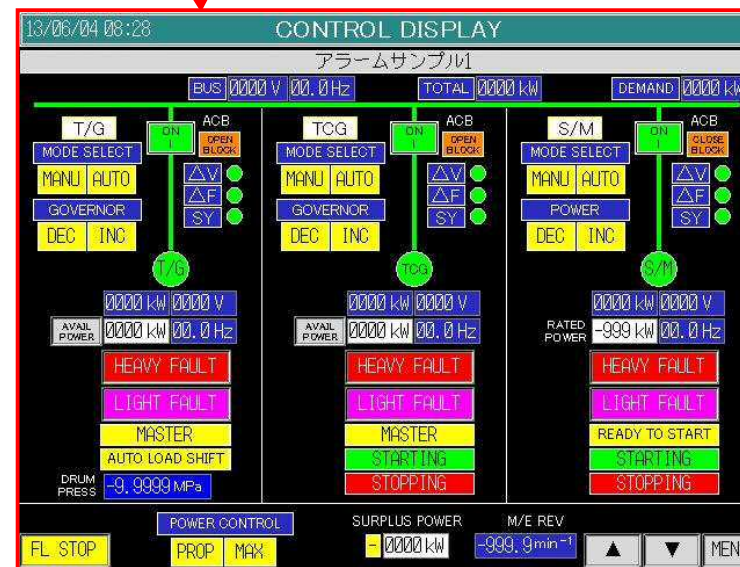 13/06/04 08:28 CONTROL DISPLAY
アラームサンプル1
BUS 0000 V 00.0 Hz TOTAL 0000 kW DEMAND 0000 kW
T/G ON I ACB OPEN BLOCK
MODE SELECT
MANU AUTO △V
△F
GOVERNOR SY
DEC INC
T/G
0000 kW 0000 V
AVAIL POWER 0000 kW 00.0 Hz
HEAVY FAULT
LIGHT FAULT
MASTER
AUTO LOAD SHIFT
DRUM PRESS -9.9999 MPa
TCG ON I ACB OPEN BLOCK
MODE SELECT
MANU AUTO △V
△F
GOVERNOR SY
DEC INC
TCG
0000 kW 0000 V
AVAIL POWER 0000 kW 00.0 Hz
HEAVY FAULT
LIGHT FAULT
MASTER
STARTING
STOPPING
S/M ON I ACB CLOSE BLOCK
MODE SELECT
MANU AUTO △V
△F
POWER SY
DEC INC
S/M
0000 kW 0000 V
RATED POWER -999 kW 00.0 Hz
HEAVY FAULT
LIGHT FAULT
READY TO START
STARTING
STOPPING
POWER CONTROL SURPLUS POWER M/E REV
FL STOP PROP MAX - 0000 kW -999.9 min⁻¹ ▲ ▼ MEN